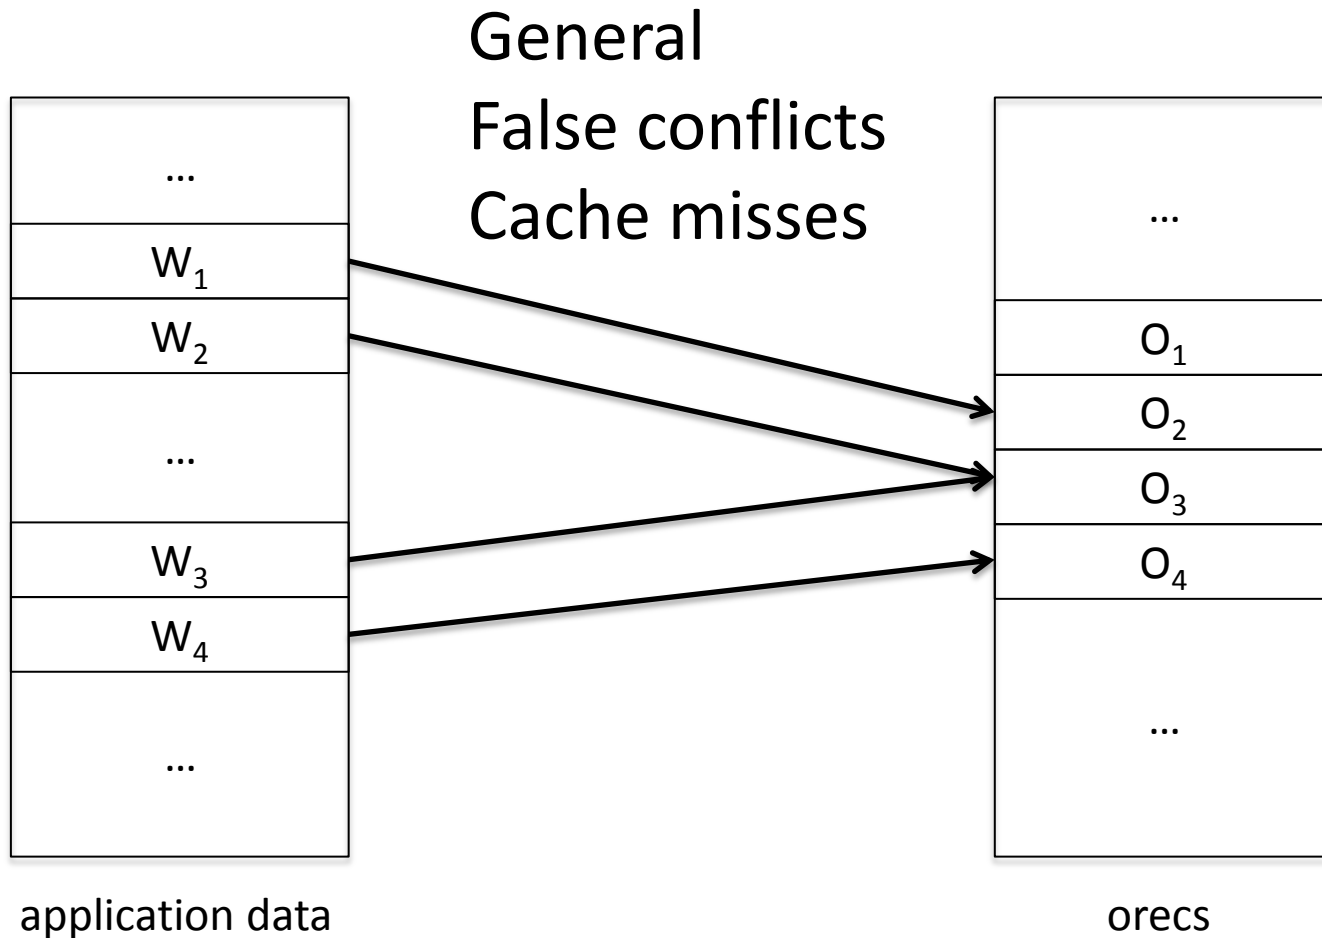 General
False conflicts
Cache misses
...
W₁
W₂
...
W₃
W₄
...
application data
...
O₁
O₂
O₃
O₄
...
orecs